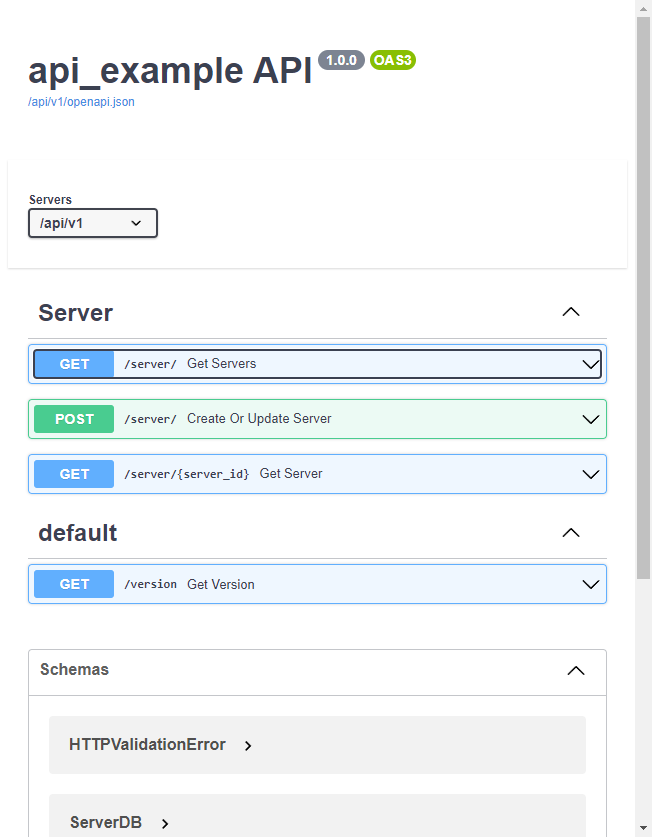 api_example API 1.0.0 OAS3
/api/v1/openapi.json
Servers
/api/v1
Server
GET /server/ Get Servers
POST /server/ Create Or Update Server
GET /server/{server_id} Get Server
default
GET /version Get Version
Schemas
HTTPValidationError
ServerDB